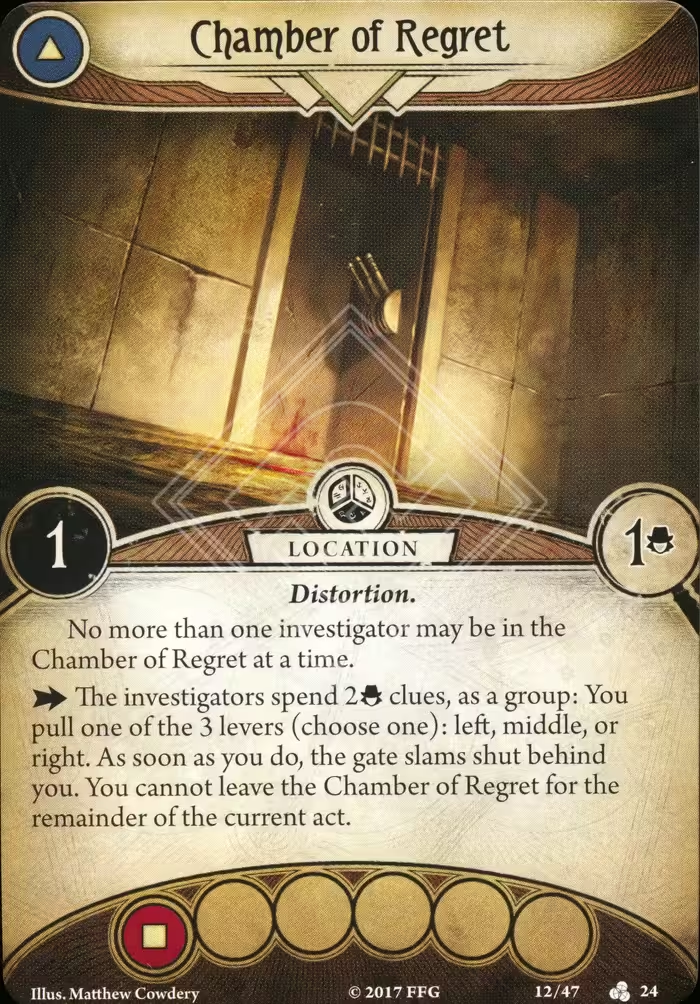 Chamber of Regret
1
LOCATION
1
Distortion.
No more than one investigator may be in the
Chamber of Regret at a time.
The investigators spend 2 clues, as a group: You
pull one of the 3 levers (choose one): left, middle, or
right. As soon as you do, the gate slams shut behind
you. You cannot leave the Chamber of Regret for the
remainder of the current act.
Illus. Matthew Cowdery
© 2017 FFG
12/47
24